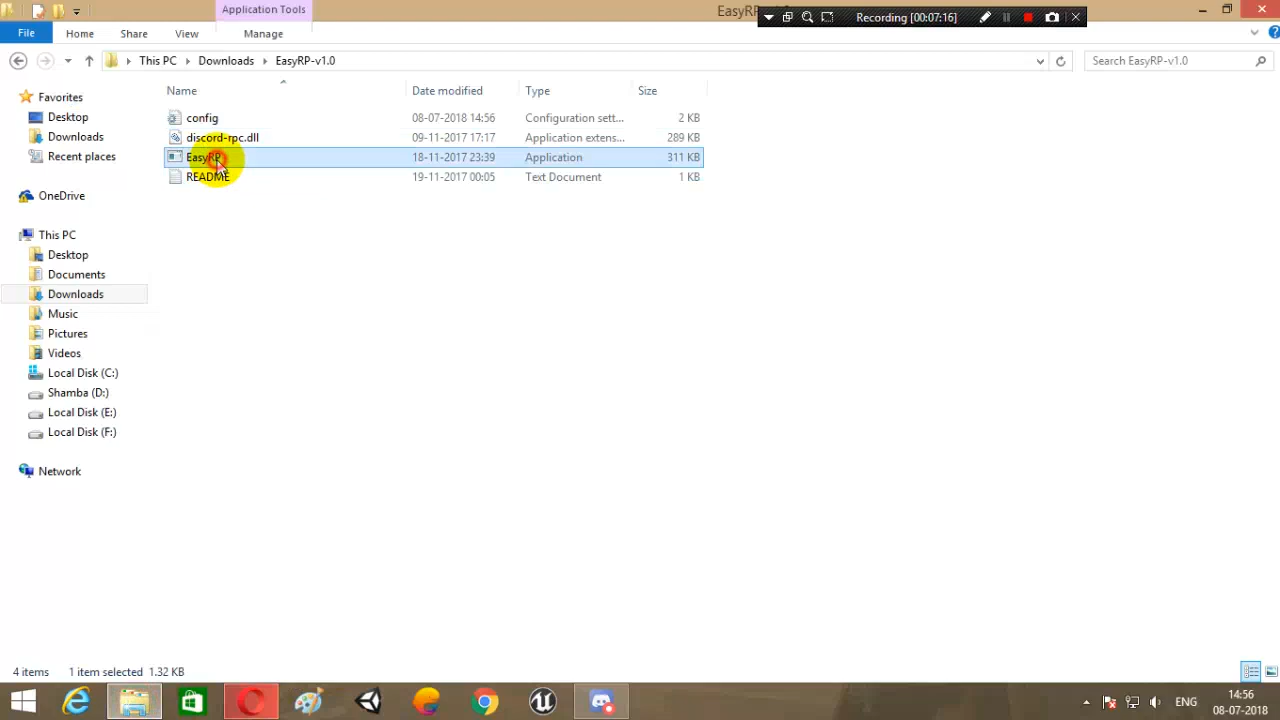 Application Tools
EasyRP
Recording [00:07:16]
File
Home
Share
View
Manage
This PC
Downloads
EasyRP-v1.0
Search EasyRP-v1.0
Name
Date modified
Type
Size
config
08-07-2018 14:56
Configuration sett...
2 KB
discord-rpc.dll
09-11-2017 17:17
Application extens...
289 KB
EasyRP
18-11-2017 23:39
Application
311 KB
README
19-11-2017 00:05
Text Document
1 KB
Favorites
Desktop
Downloads
Recent places
OneDrive
This PC
Desktop
Documents
Downloads
Music
Pictures
Videos
Local Disk (C:)
Shamba (D:)
Local Disk (E:)
Local Disk (F:)
Network
4 items
1 item selected 1.32 KB
ENG
14:56
08-07-2018